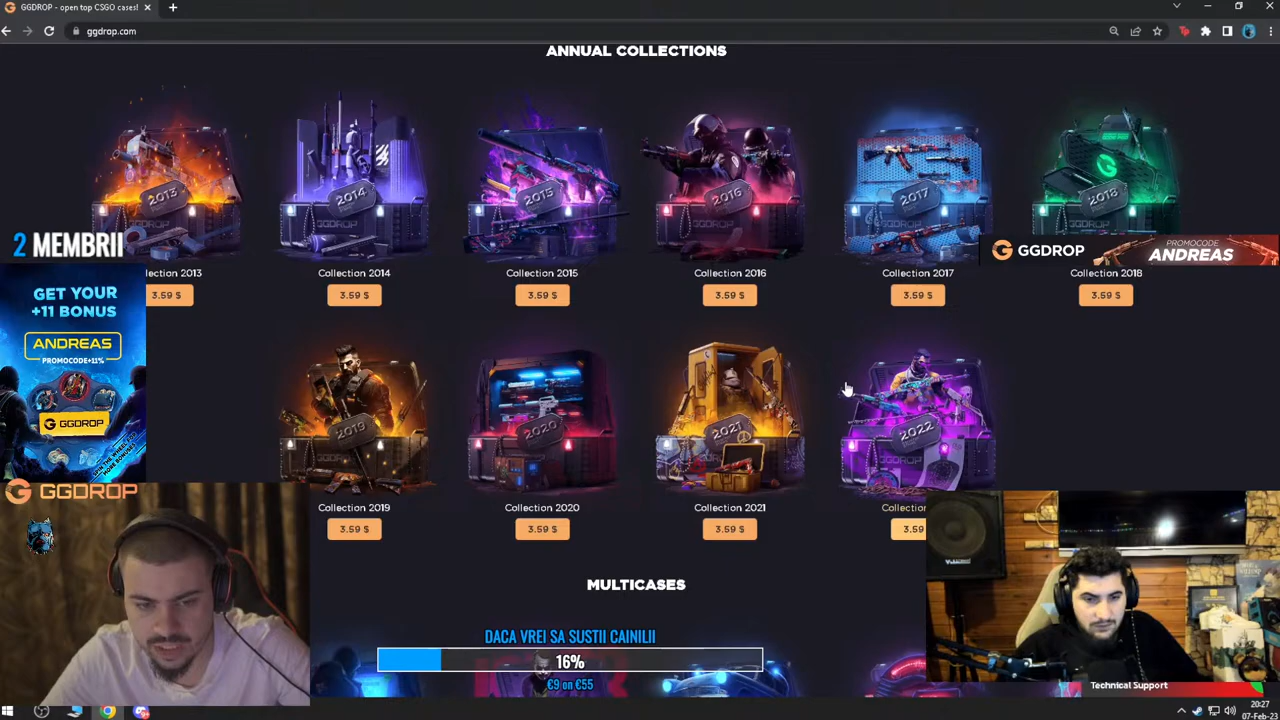 GGDROP - open top CSGO cases!
ggdrop.com
ANNUAL COLLECTIONS
2013
2014
2015
2016
2017
2018
2 MEMBRII
GGDROP
PROMOCODE
ANDREAS
llection 2013
Collection 2014
Collection 2015
Collection 2016
Collection 2017
Collection 2018
3.59 $
3.59 $
3.59 $
3.59 $
3.59 $
3.59 $
GET YOUR
+11 BONUS
ANDREAS
PROMOCODE+11%
GGDROP
2019
2020
2021
2022
GGDROP
Collection 2019
Collection 2020
Collection 2021
Collection
3.59 $
3.59 $
3.59 $
3.59
MULTICASES
DACA VREI SA SUSTII CAINILII
16%
€9 on €55
Technical Support
20:27
07-Feb-23